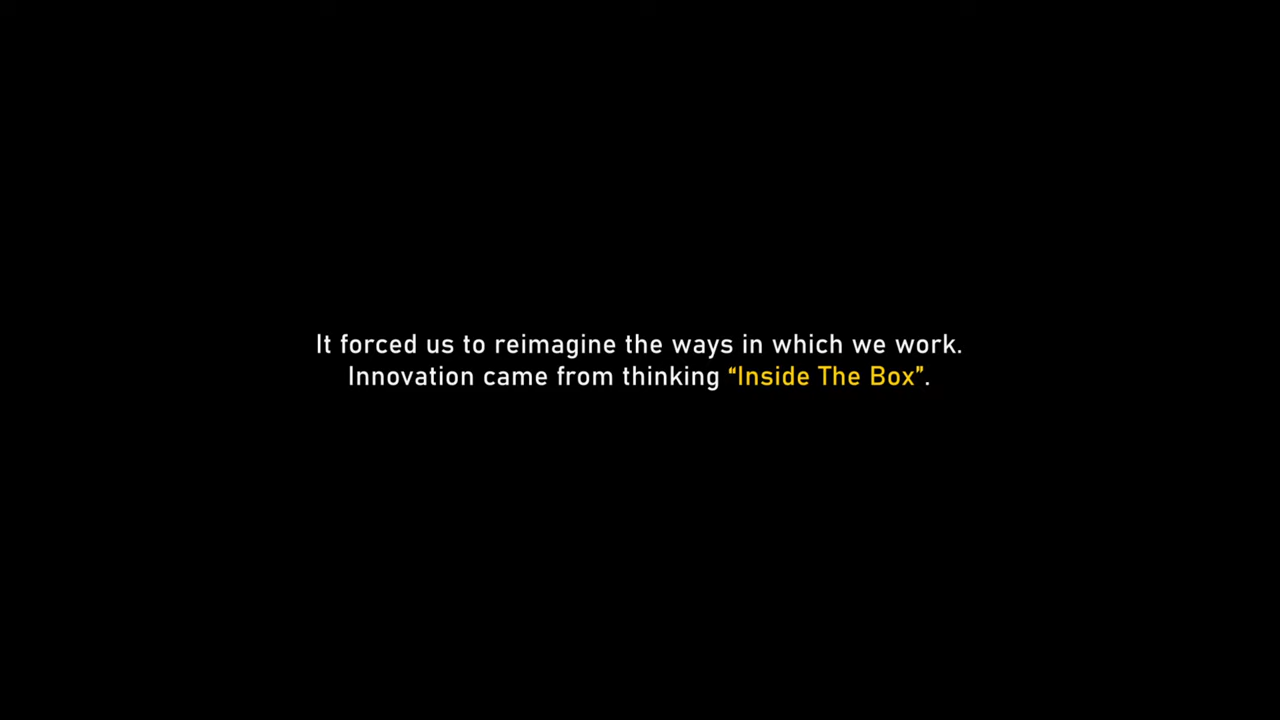 It forced us to reimagine the ways in which we work.
Innovation came from thinking “Inside The Box”.